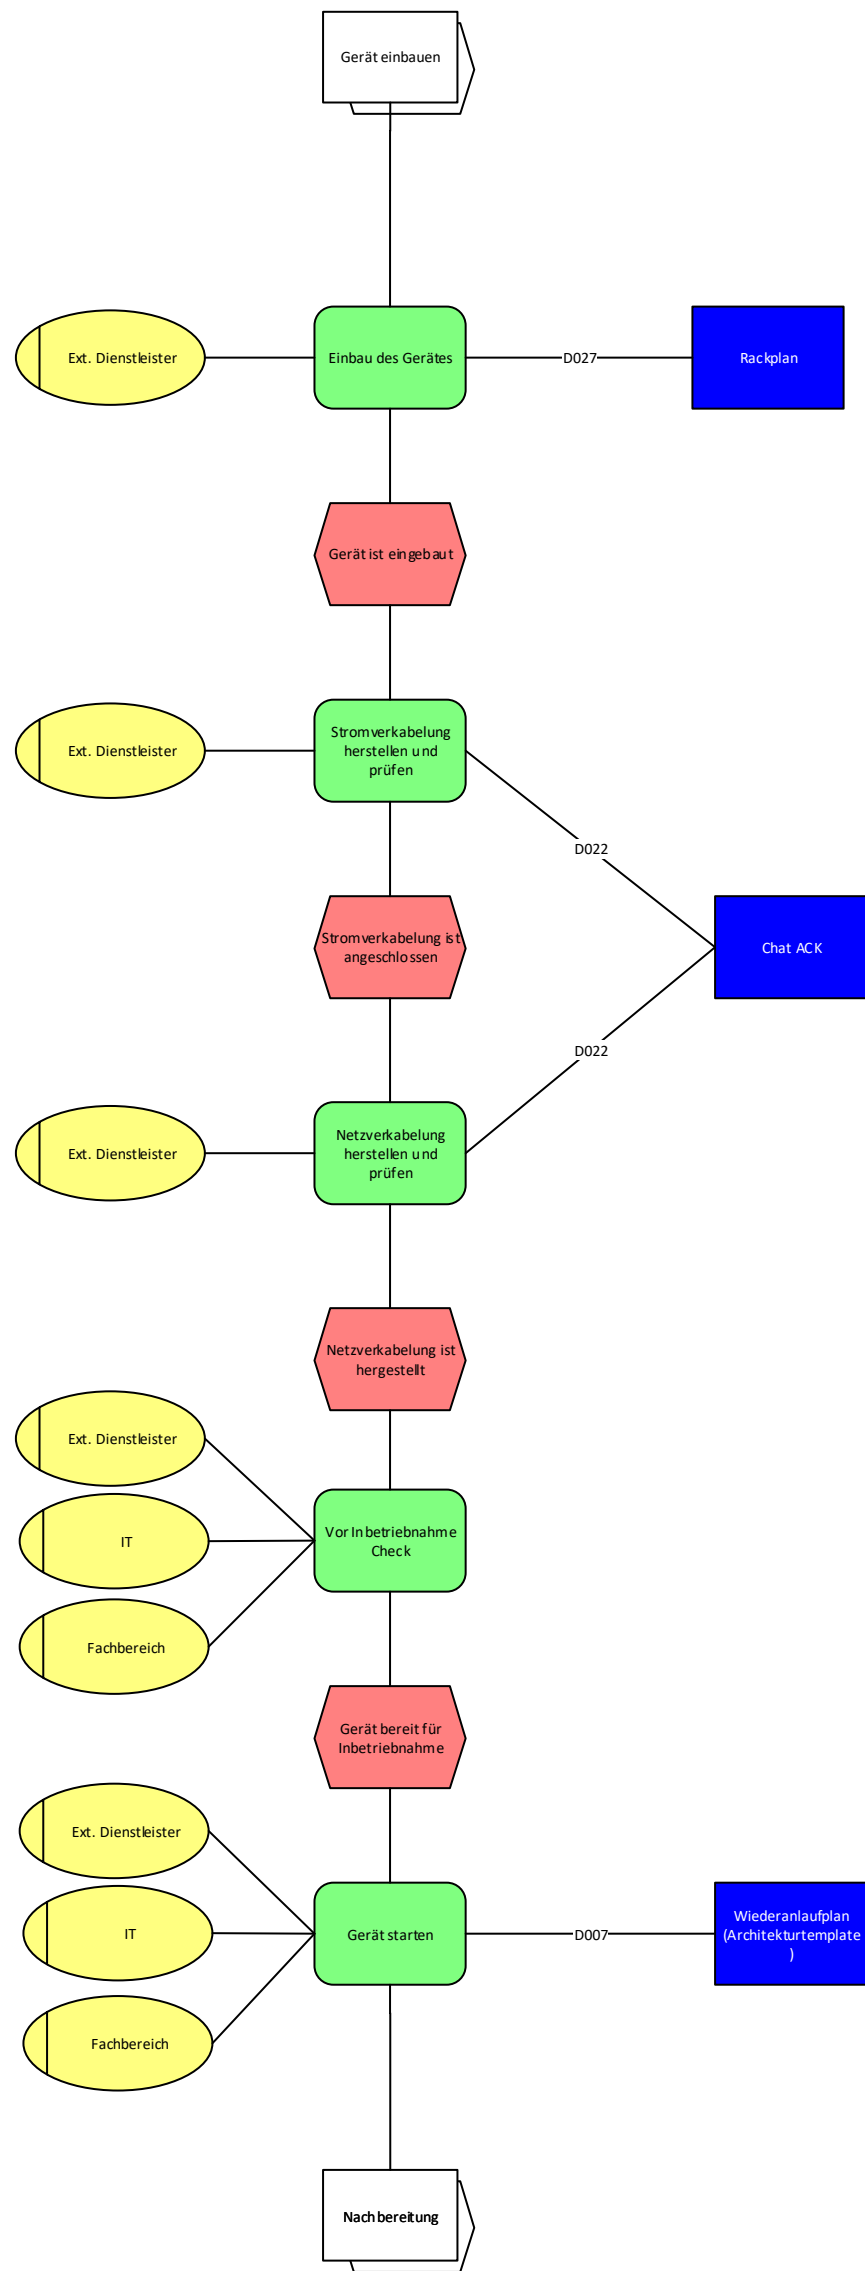 Gerät einbauen
Ext. Dienstleister
Einbau des Gerätes
D027
Rackplan
Gerät ist eingebaut
Ext. Dienstleister
Stromverkabelung
herstellen und
prüfen
D022
Stromverkabelung ist
angeschlossen
Chat ACK
D022
Ext. Dienstleister
Netzverkabelung
herstellen und
prüfen
Netzverkabelung ist
hergestellt
Ext. Dienstleister
IT
Fachbereich
Vor Inbetriebnahme
Check
Gerät bereit für
Inbetriebnahme
Ext. Dienstleister
IT
Fachbereich
Gerät starten
D007
Wiederanlaufplan
(Architekturtemplate
)
Nachbereitung